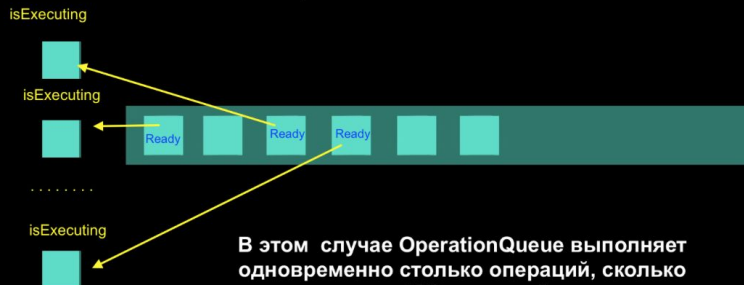 isExecuting
isExecuting
Ready
Ready
Ready
. . . . . . . .
isExecuting
В этом случае OperationQueue выполняет
одновременно столько операций, сколько